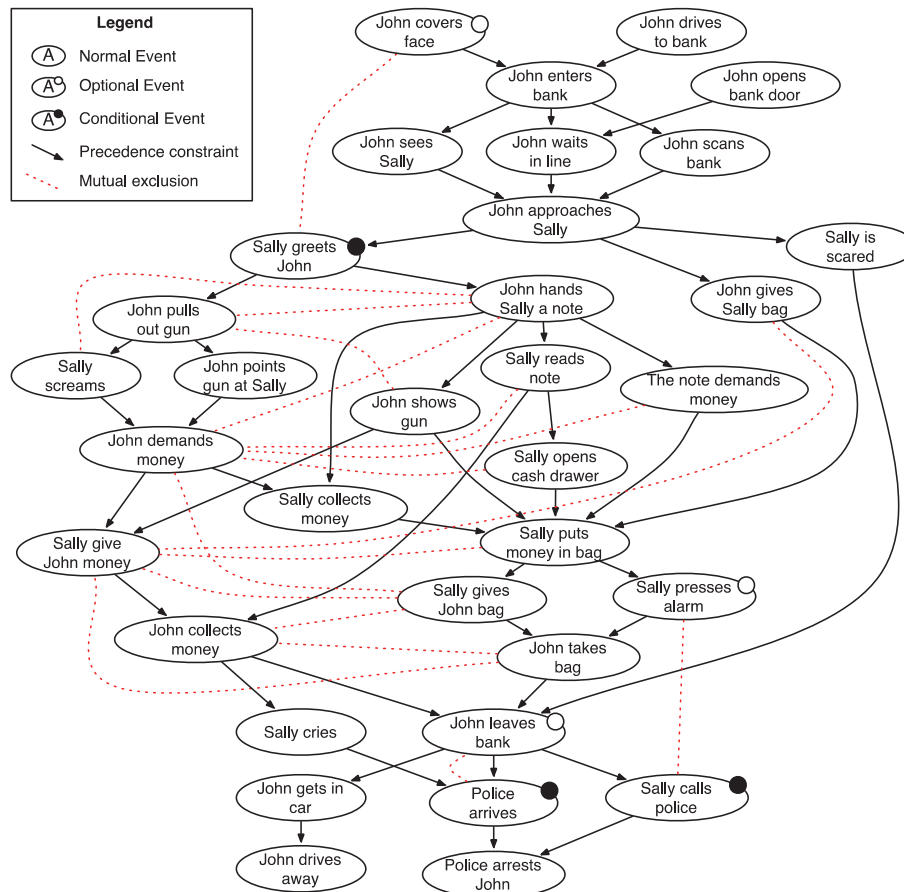 Legend
A Normal Event
A Optional Event
A Conditional Event
Precedence constraint
Mutual exclusion
John covers
face
John drives
to bank
John enters
bank
John opens
bank door
John sees
Sally
John waits
in line
John scans
bank
John approaches
Sally
Sally is
scared
Sally greets
John
John hands
Sally a note
John gives
Sally bag
John pulls
out gun
Sally
screams
John points
gun at Sally
Sally reads
note
The note demands
money
John shows
gun
John demands
money
Sally opens
cash drawer
Sally collects
money
Sally give
John money
Sally puts
money in bag
Sally gives
John bag
Sally presses
alarm
John collects
money
John takes
bag
Sally cries
John leaves
bank
John gets in
car
Police
arrives
Sally calls
police
John drives
away
Police arrests
John